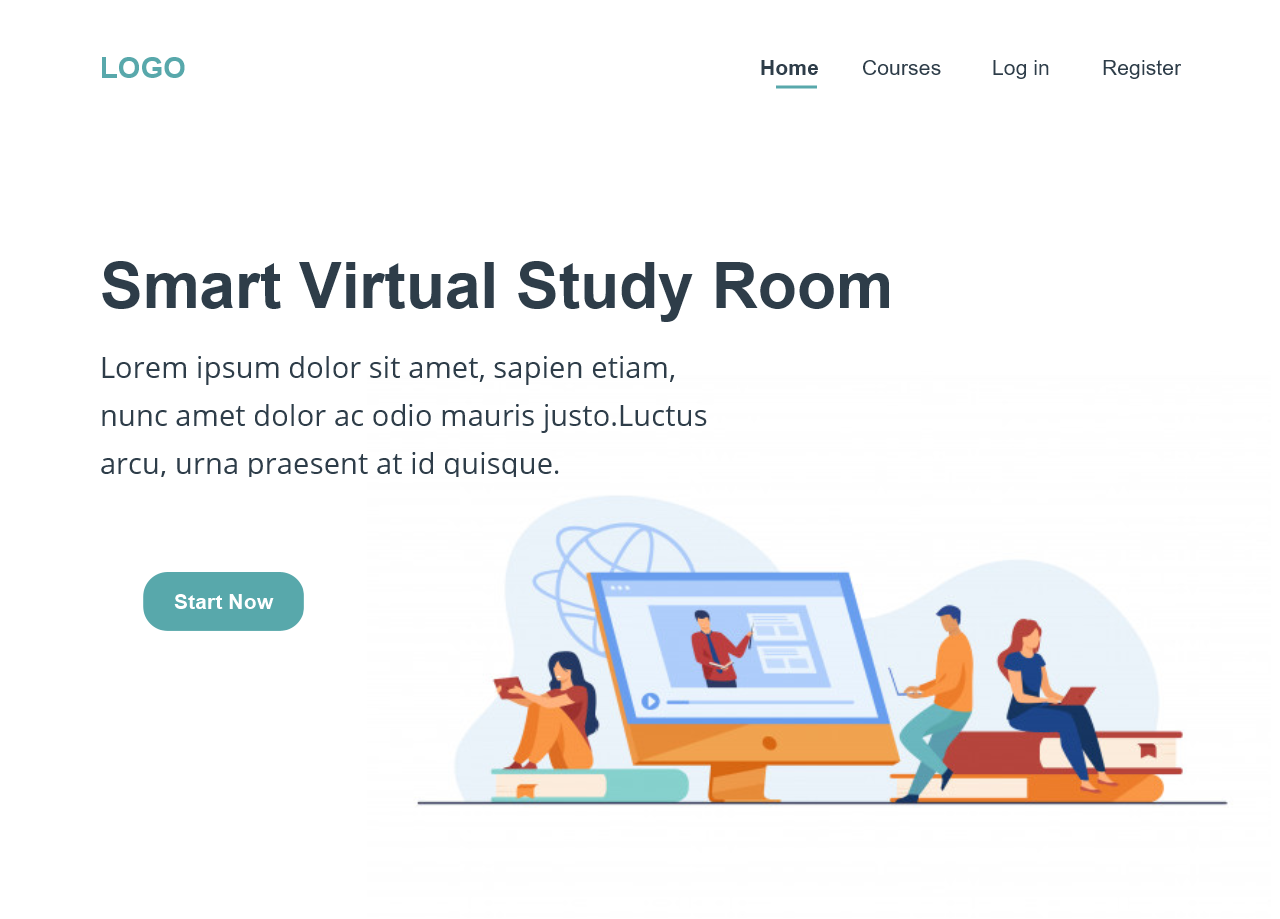 LOGO
Home Courses Log in Register
Smart Virtual Study Room
Lorem ipsum dolor sit amet, sapien etiam,
nunc amet dolor ac odio mauris justo.Luctus
arcu, urna praesent at id quisque.
Start Now